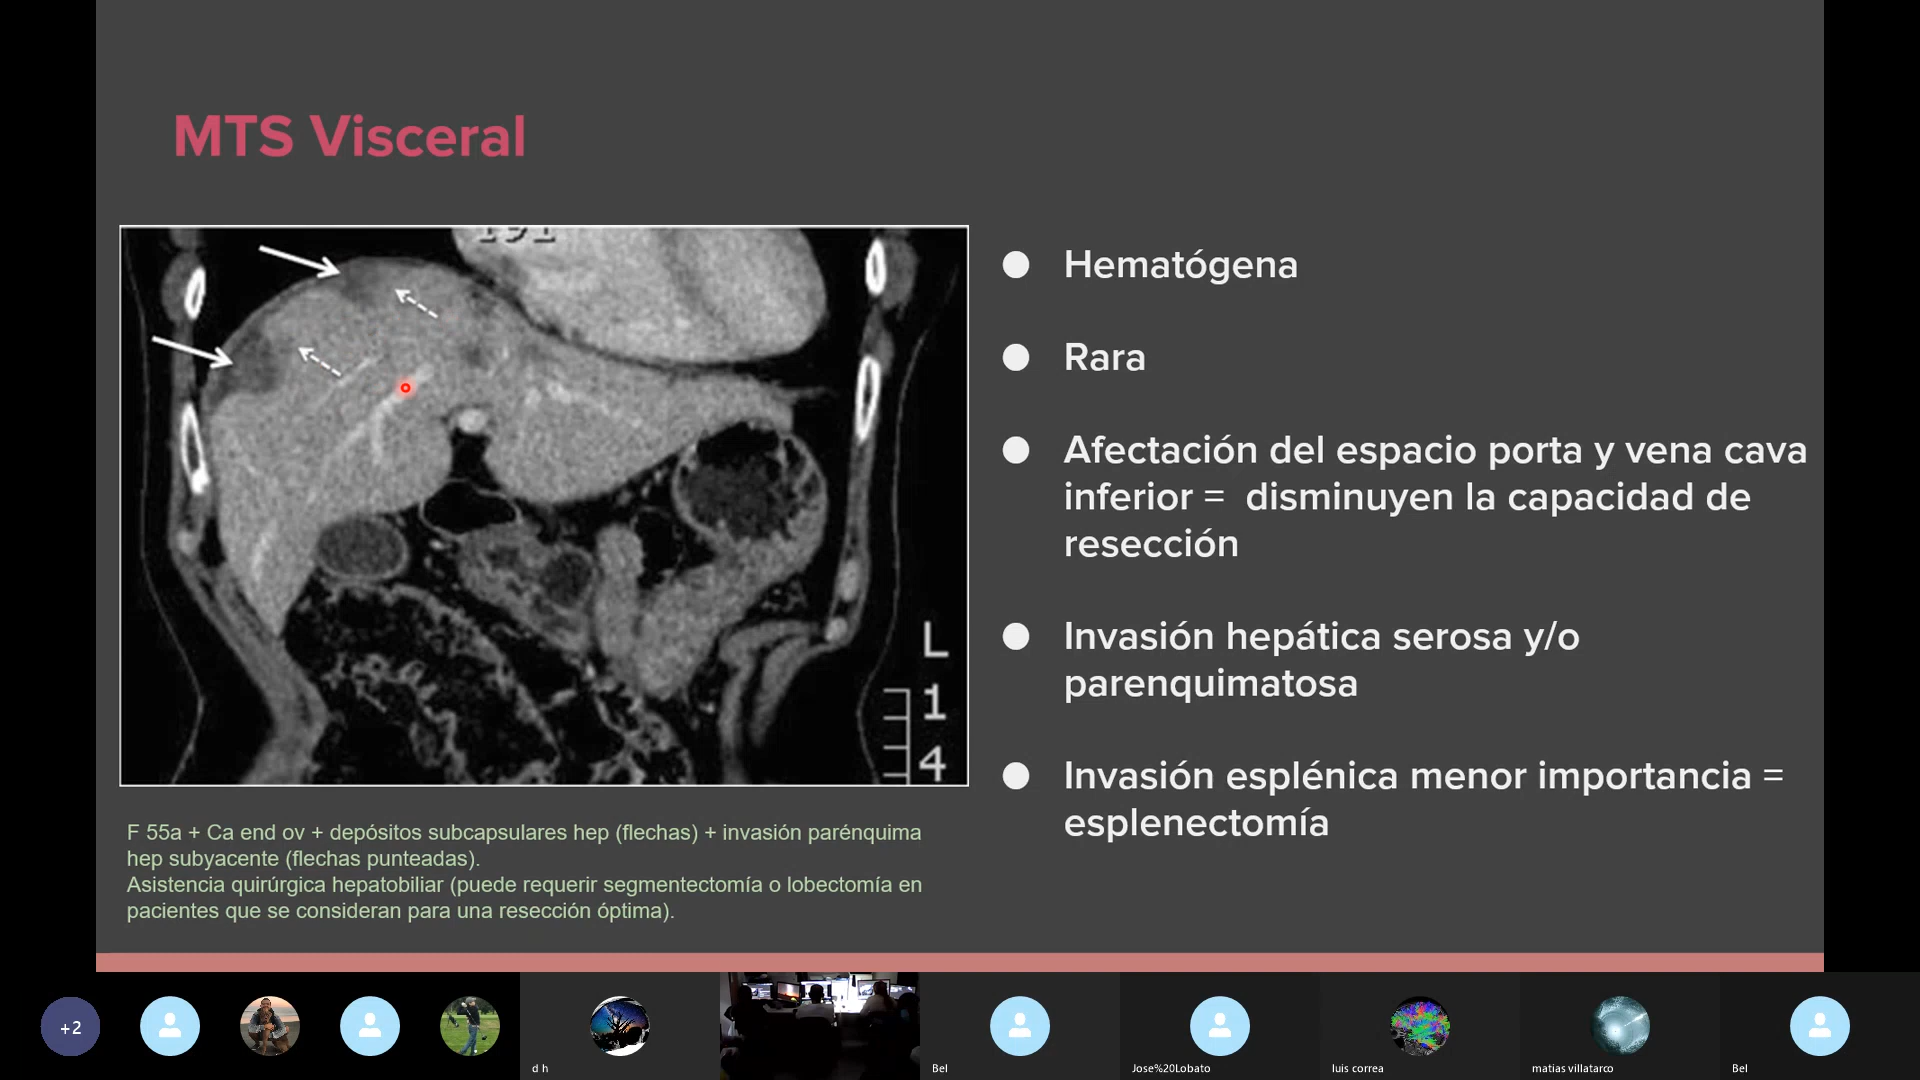 MTS Visceral
191
Hematógena
Rara
Afectación del espacio porta y vena cava
inferior = disminuyen la capacidad de
resección
Invasión hepática serosa y/o
parenquimatosa
Invasión esplénica menor importancia =
esplenectomía
L
1
4
F 55a + Ca end ov + depósitos subcapsulares hep (flechas) + invasión parénquima
hep subyacente (flechas punteadas).
Asistencia quirúrgica hepatobiliar (puede requerir segmentectomía o lobectomía en
pacientes que se consideran para una resección óptima).
+2
d h
Bel
Jose%20Lobato
luis correa
matias villatarco
Bel